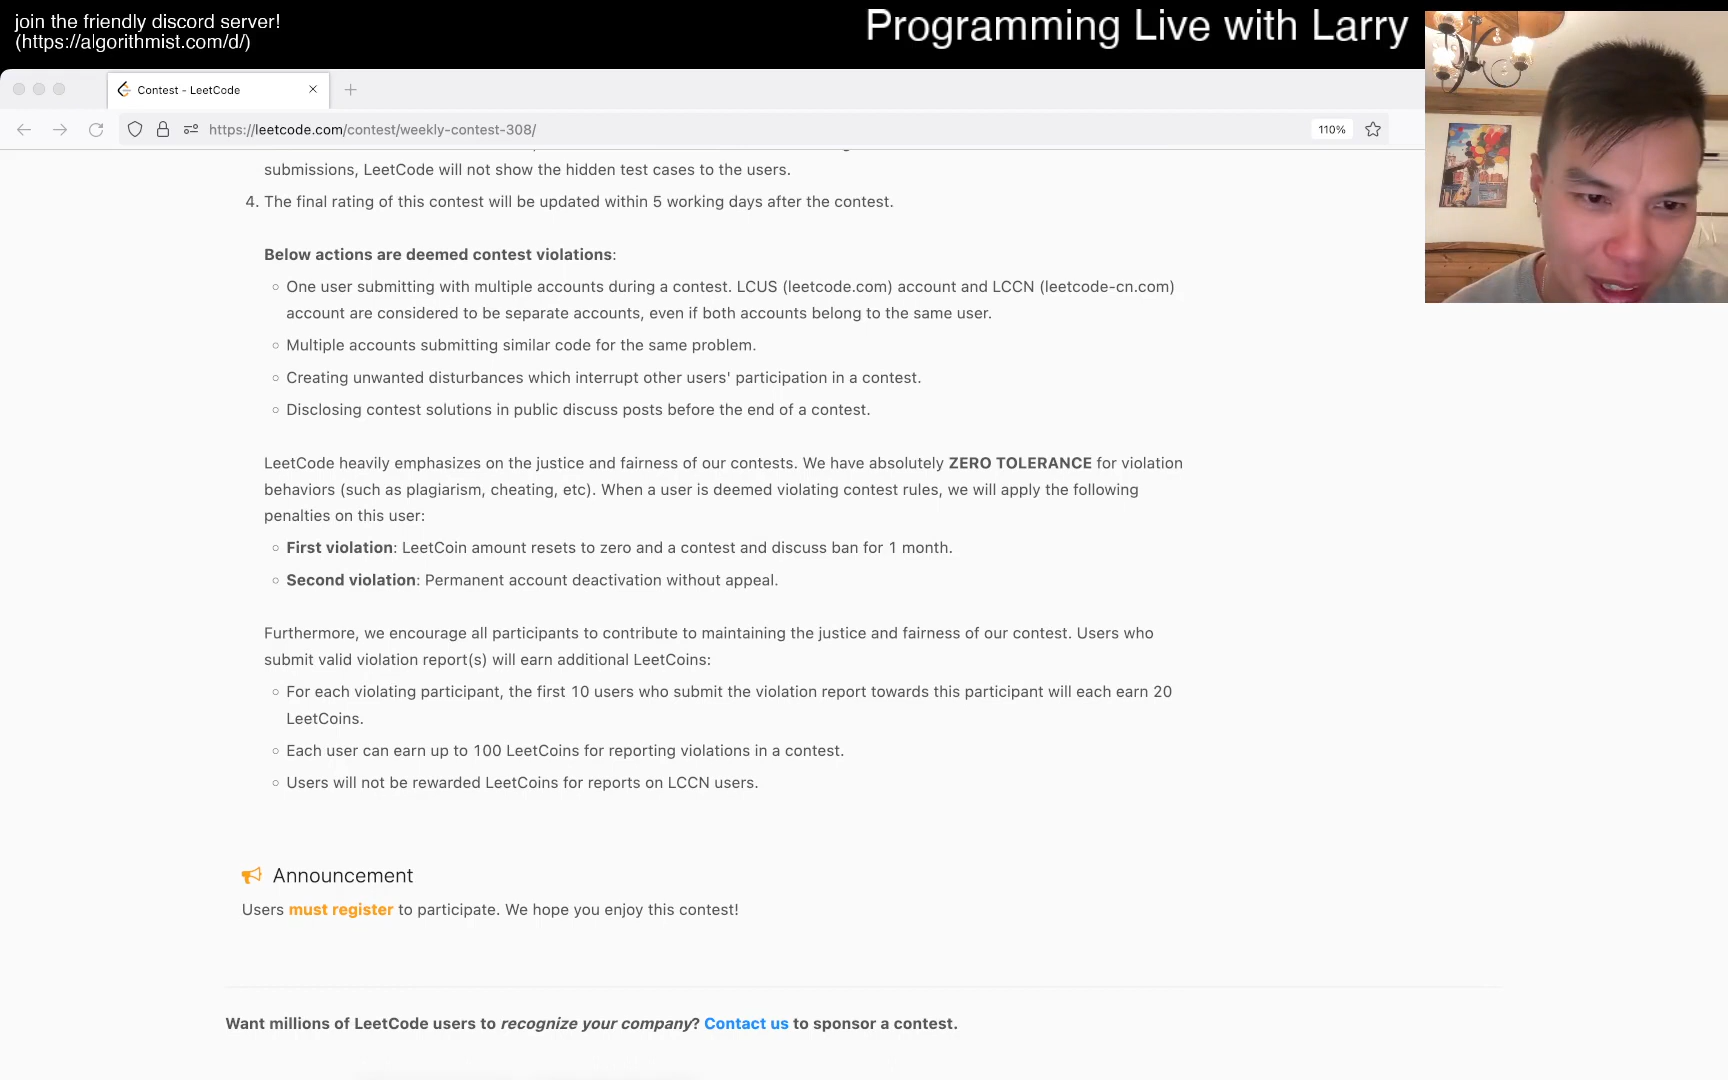 join the friendly discord server!
(https://algorithmist.com/d/)
Programming Live with Larry
Contest - LeetCode
https://leetcode.com/contest/weekly-contest-308/
110%
submissions, LeetCode will not show the hidden test cases to the users.
4. The final rating of this contest will be updated within 5 working days after the contest.
Below actions are deemed contest violations:
One user submitting with multiple accounts during a contest. LCUS (leetcode.com) account and LCCN (leetcode-cn.com)
account are considered to be separate accounts, even if both accounts belong to the same user.
Multiple accounts submitting similar code for the same problem.
Creating unwanted disturbances which interrupt other users' participation in a contest.
Disclosing contest solutions in public discuss posts before the end of a contest.
LeetCode heavily emphasizes on the justice and fairness of our contests. We have absolutely ZERO TOLERANCE for violation
behaviors (such as plagiarism, cheating, etc). When a user is deemed violating contest rules, we will apply the following
penalties on this user:
First violation: LeetCoin amount resets to zero and a contest and discuss ban for 1 month.
Second violation: Permanent account deactivation without appeal.
Furthermore, we encourage all participants to contribute to maintaining the justice and fairness of our contest. Users who
submit valid violation report(s) will earn additional LeetCoins:
For each violating participant, the first 10 users who submit the violation report towards this participant will each earn 20
LeetCoins.
Each user can earn up to 100 LeetCoins for reporting violations in a contest.
Users will not be rewarded LeetCoins for reports on LCCN users.
Announcement
Users must register to participate. We hope you enjoy this contest!
Want millions of LeetCode users to recognize your company? Contact us to sponsor a contest.